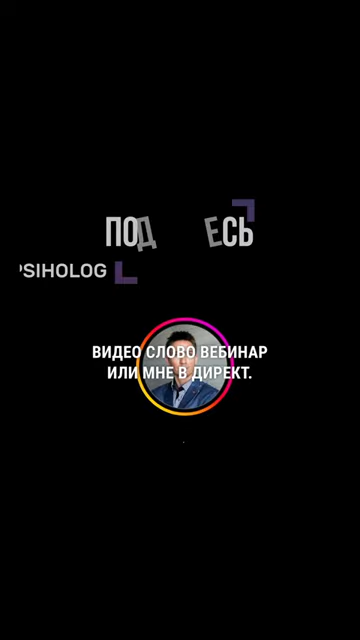 ПОД ЕСЬ
PSIHOLOG
ВИДЕО СЛОВО ВЕБИНАР
ИЛИ МНЕ В ДИРЕКТ.